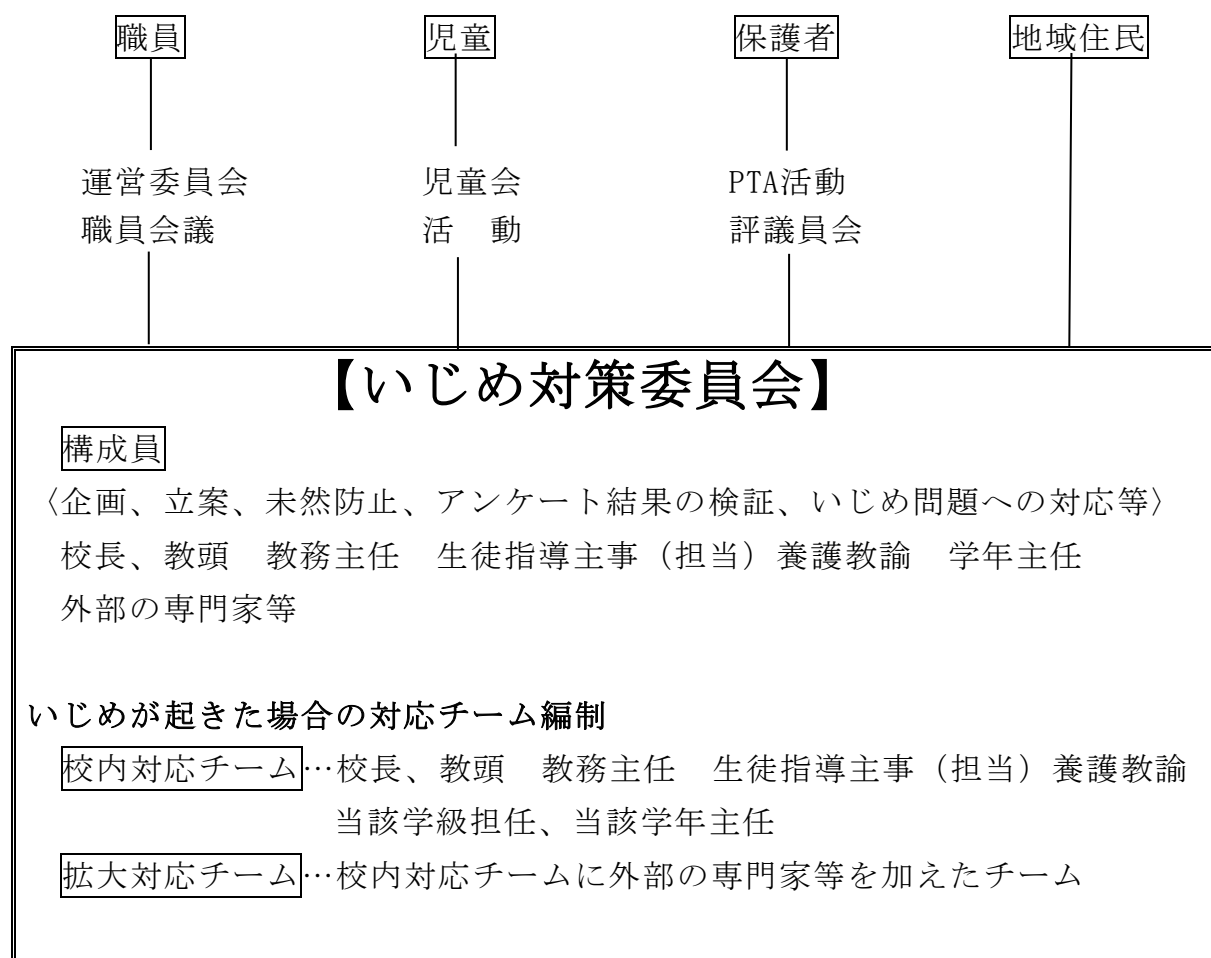 職員 児童 保護者 地域住民
運営委員会 児童会 PTA活動
職員会議 活　動 評議員会
【いじめ対策委員会】
構成員
〈企画、立案、未然防止、アンケート結果の検証、いじめ問題への対応等〉
校長、教頭　教務主任　生徒指導主事（担当）養護教諭　学年主任
外部の専門家等
いじめが起きた場合の対応チーム編制
校内対応チーム…校長、教頭　教務主任　生徒指導主事（担当）養護教諭
当該学級担任、当該学年主任
拡大対応チーム…校内対応チームに外部の専門家等を加えたチーム